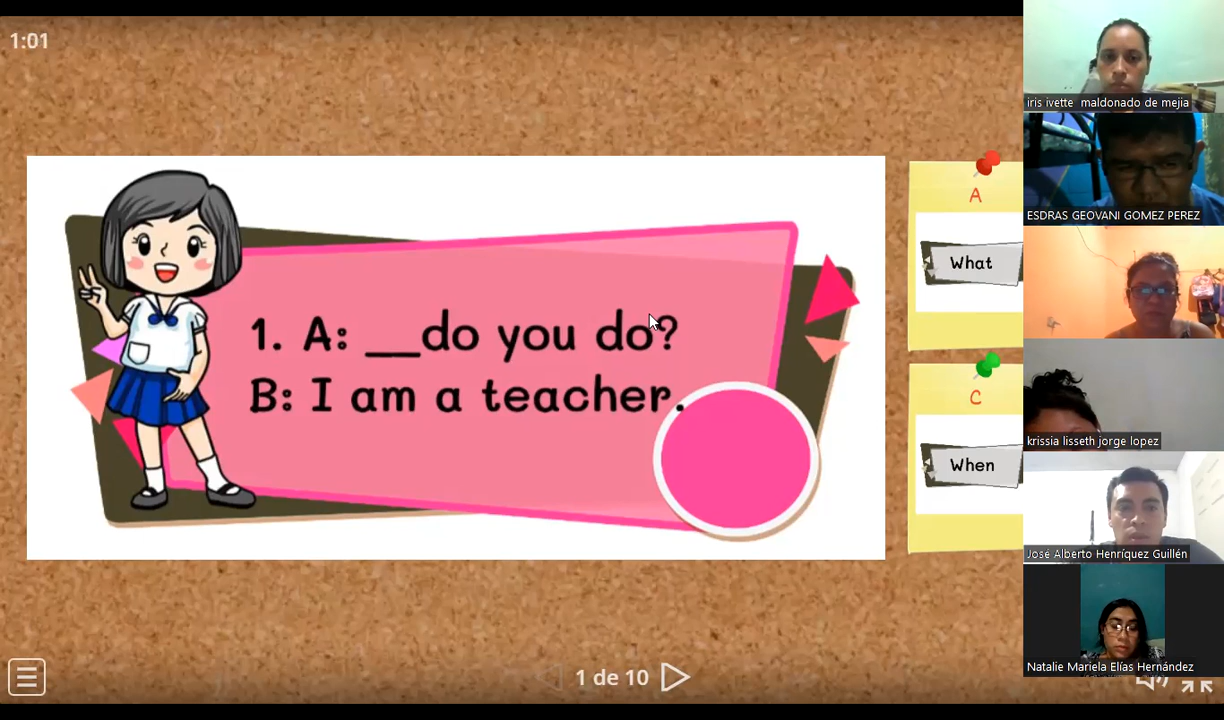 1:01
1. A: __do you do?
B: I am a teacher.
A
What
C
When
1 de 10
iris ivette maldonado de mejia
ESDRAS GEOVANI GOMEZ PEREZ
krissia lisseth jorge lopez
José Alberto Henríquez Guillén
Natalie Mariela Elías Hernández